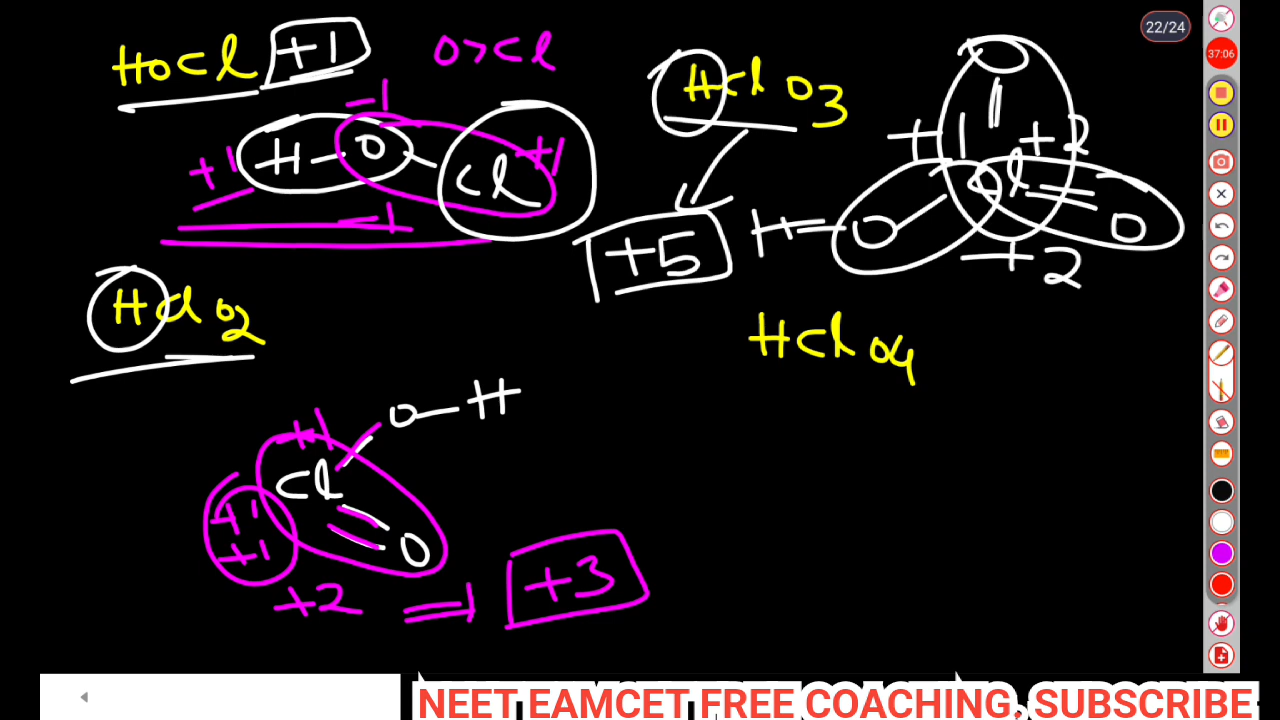 22/24
37:06
HOCl +1
O>Cl
-1
+1 H-O-Cl +1
-1
HClO3
+5
O
+1 +2
H-O-Cl=O
+2
HClO2
HClO4
O-H
+1
Cl
+1
+1
O
+2 = +3
NEET EAMCET FREE COACHING, SUBSCRIBE